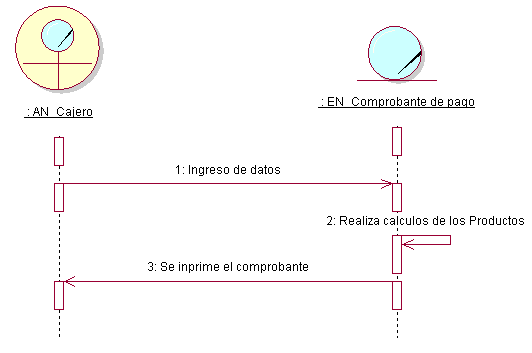 : AN_Cajero
: EN_Comprobante de pago
1: Ingreso de datos
2: Realiza calculos de los Productos
3: Se inprime el comprobante